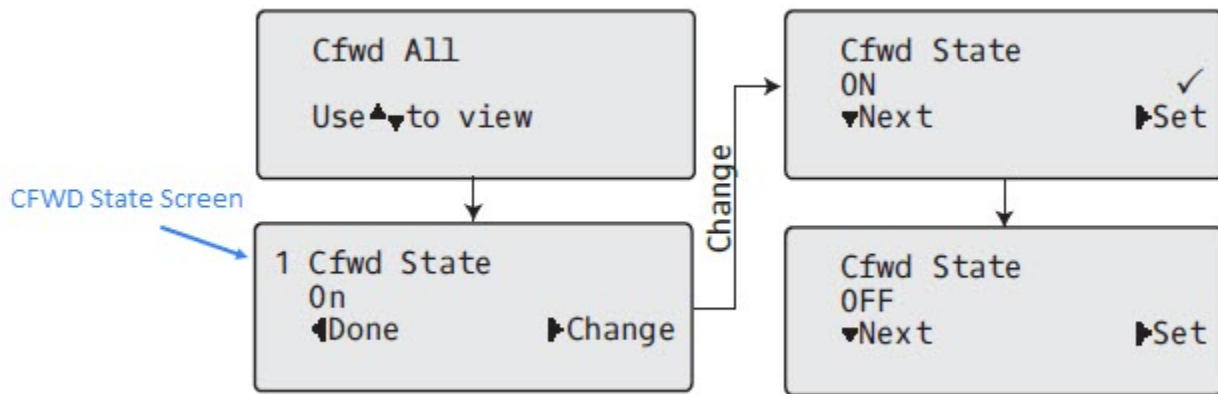 Cfwd All
Use▲▼to view
CFWD State Screen
1 Cfwd State
On
◀Done ▶Change
Change
Cfwd State
ON ✓
▼Next ▶Set
Cfwd State
OFF
▼Next ▶Set